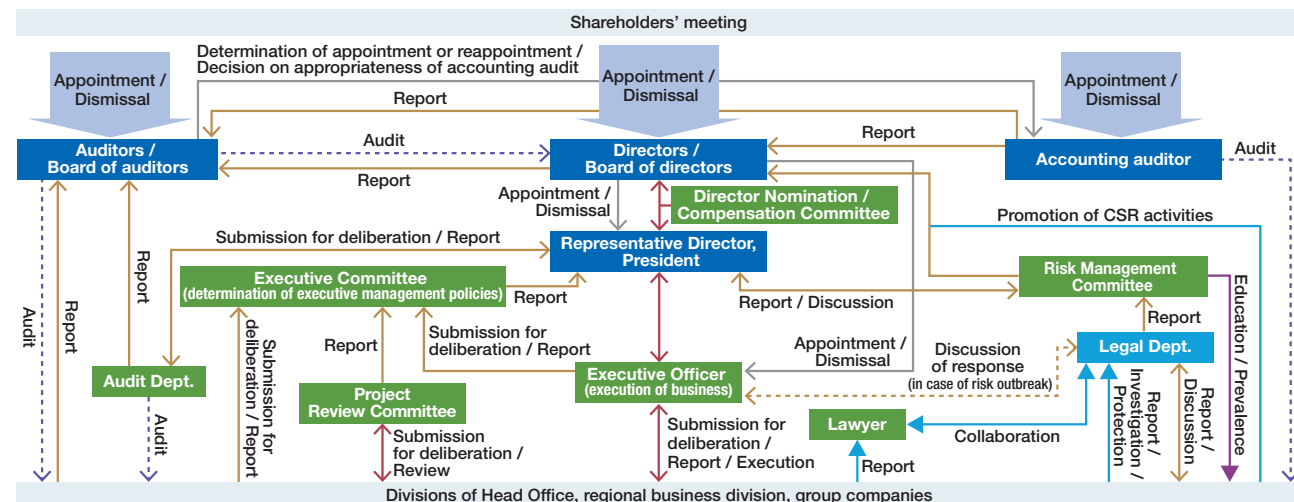 Shareholders' meeting
Determination of appointment or reappointment /
Decision on appropriateness of accounting audit
Appointment /
Dismissal
Appointment /
Dismissal
Appointment /
Dismissal
Report
Auditors /
Board of auditors
Audit
Report
Directors /
Board of directors
Report
Accounting auditor
Audit
Appointment /
Dismissal
Director Nomination /
Compensation Committee
Promotion of CSR activities
Submission for deliberation / Report
Representative Director,
President
Executive Committee
(determination of executive management policies)
Report
Report / Discussion
Risk Management
Committee
Report
Audit
Report
Report
Submission for
deliberation / Report
Submission for
deliberation / Report
Appointment /
Dismissal
Discussion
of response
(in case of risk outbreak)
Legal Dept.
Education / Prevalence
Audit Dept.
Project
Review Committee
Executive Officer
(execution of business)
Audit
Submission
for deliberation /
Review
Submission for
deliberation /
Report / Execution
Lawyer
Collaboration
Report
Report /
Investigation /
Protection
Report /
Discussion
Divisions of Head Office, regional business division, group companies
Report